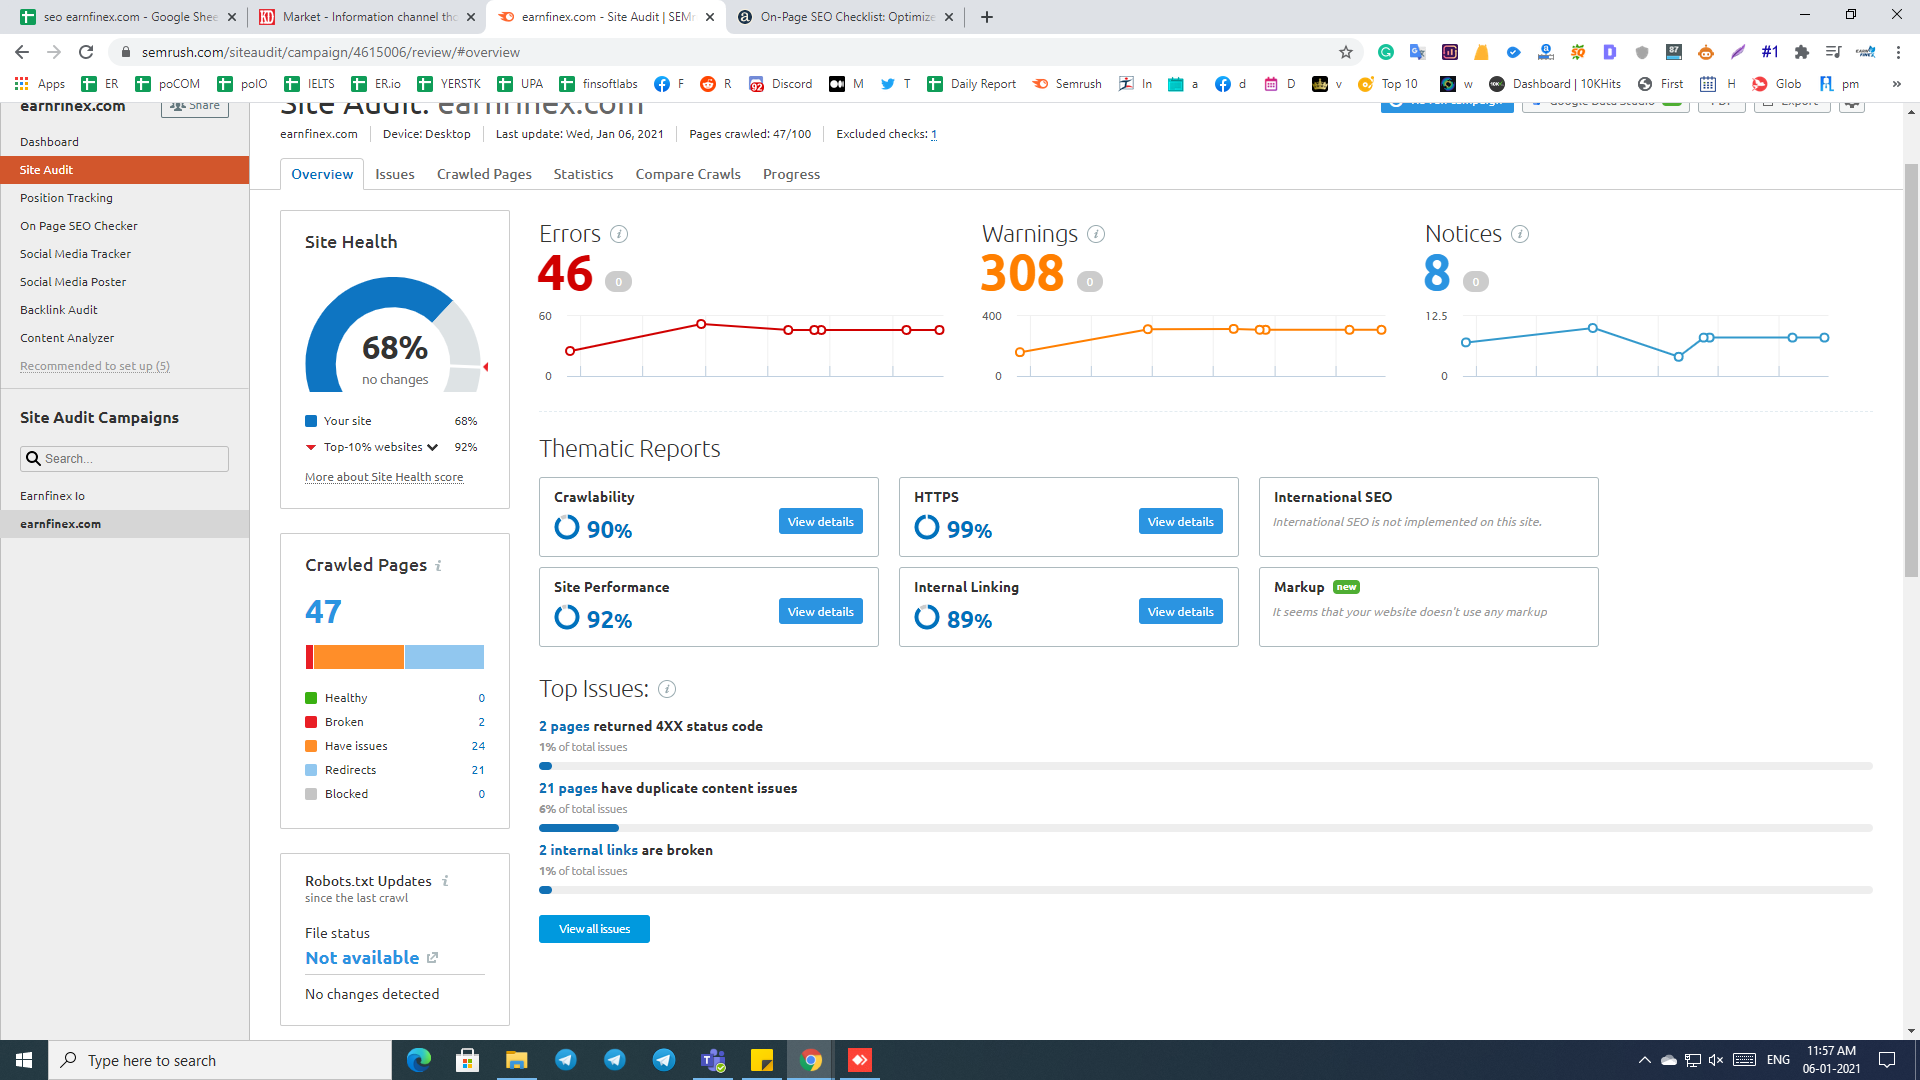 seo earnfinex.com - Google Shee
Market - Information channel tho
earnfinex.com - Site Audit | SEMr
On-Page SEO Checklist: Optimize
semrush.com/siteaudit/campaign/4615006/review/#overview
87
#1
Apps ER poCOM poIO IELTS ER.io YERSTK UPA finsoftlabs F R Discord M T Daily Report Semrush In a d D v Top 10 w Dashboard | 10KHits First H Glob pm »
earnfinex.com Share
Dashboard
Site Audit
Position Tracking
On Page SEO Checker
Social Media Tracker
Social Media Poster
Backlink Audit
Content Analyzer
Recommended to set up (5)
Site Audit Campaigns
Search...
Earnfinex Io
earnfinex.com
Site Audit: earnfinex.com
Google Data Studio
PDF
Export
earnfinex.com Device: Desktop Last update: Wed, Jan 06, 2021 Pages crawled: 47/100 Excluded checks: 1
Overview Issues Crawled Pages Statistics Compare Crawls Progress
Site Health
68%
no changes
Your site 68%
Top-10% websites 92%
More about Site Health score
Crawled Pages i
47
Healthy 0
Broken 2
Have issues 24
Redirects 21
Blocked 0
Robots.txt Updates i
since the last crawl
File status
Not available
No changes detected
Errors i
46 0
60
0
Warnings i
308 0
400
0
Notices i
8 0
12.5
0
Thematic Reports
Crawlability
90% View details
HTTPS
99% View details
International SEO
International SEO is not implemented on this site.
Site Performance
92% View details
Internal Linking
89% View details
Markup new
It seems that your website doesn't use any markup
Top Issues: i
2 pages returned 4XX status code
1% of total issues
21 pages have duplicate content issues
6% of total issues
2 internal links are broken
1% of total issues
View all issues
Type here to search
ENG
11:57 AM
06-01-2021